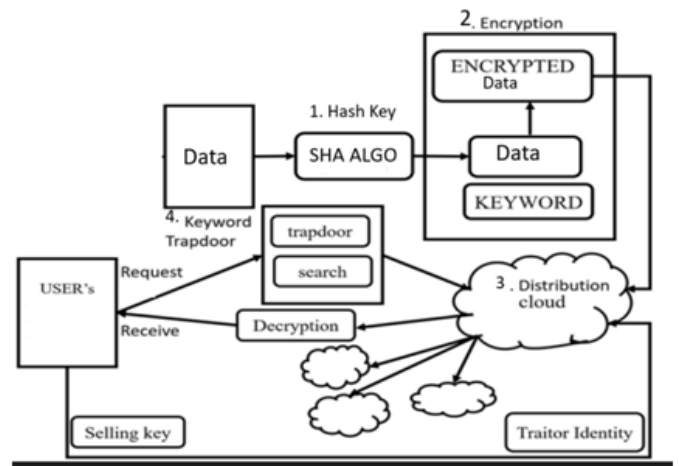 2. Encryption
ENCRYPTED
Data
1. Hash Key
Data
SHA ALGO
Data
KEYWORD
4. Keyword
Trapdoor
trapdoor
search
USER's
Request
Receive
Decryption
3 . Distribution
cloud
Selling key
Traitor Identity